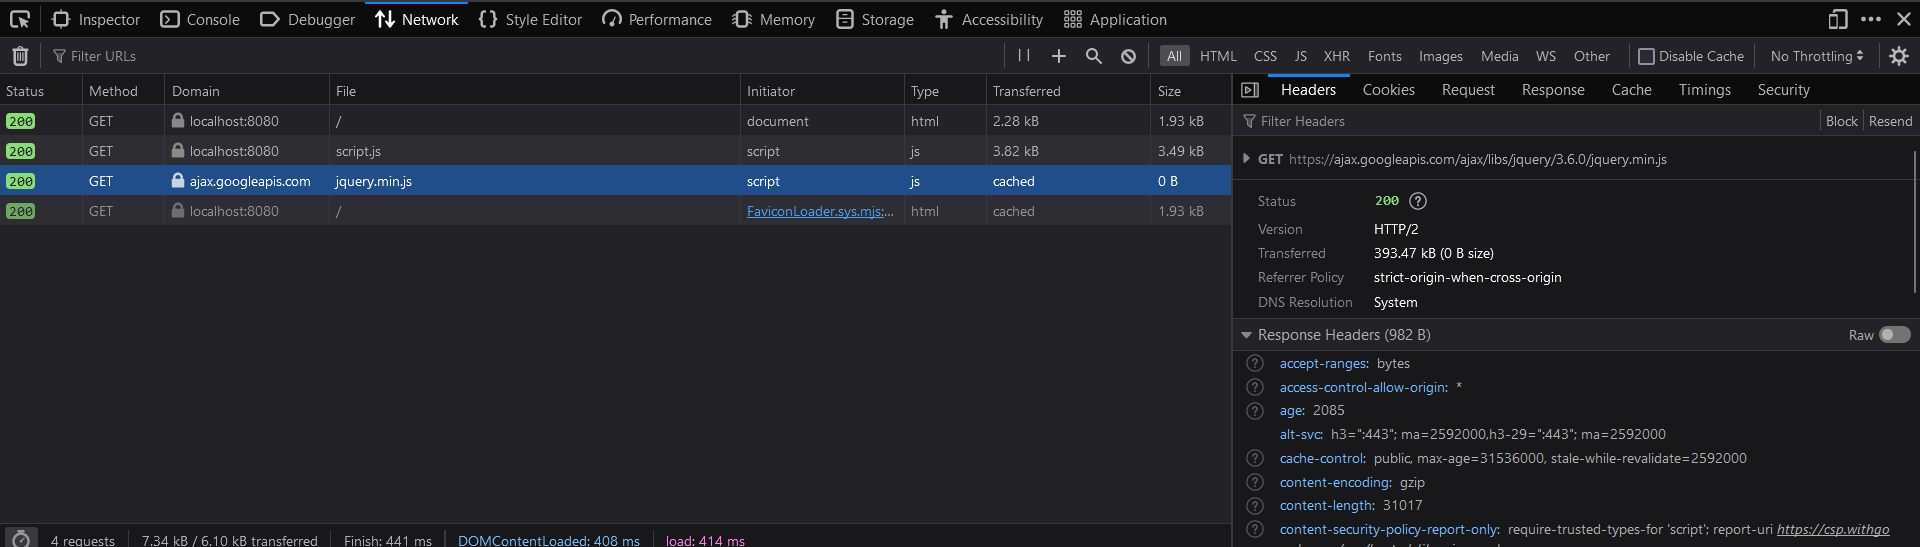 Inspector Console Debugger Network Style Editor Performance Memory Storage Accessibility Application
Filter URLs All HTML CSS JS XHR Fonts Images Media WS Other Disable Cache No Throttling
Status Method Domain File Initiator Type Transferred Size
200 GET localhost:8080 / document html 2.28 kB 1.93 kB
200 GET localhost:8080 script.js script js 3.82 kB 3.49 kB
200 GET ajax.googleapis.com jquery.min.js script js cached 0 B
200 GET localhost:8080 / FaviconLoader.sys.mjs:... html cached 1.93 kB
4 requests 7.34 kB / 6.10 kB transferred Finish: 441 ms DOMContentLoaded: 408 ms load: 414 ms
Headers Cookies Request Response Cache Timings Security
Filter Headers Block Resend
GET https://ajax.googleapis.com/ajax/libs/jquery/3.6.0/jquery.min.js
Status 200 ?
Version HTTP/2
Transferred 393.47 kB (0 B size)
Referrer Policy strict-origin-when-cross-origin
DNS Resolution System
Response Headers (982 B) Raw
? accept-ranges: bytes
? access-control-allow-origin: *
? age: 2085
alt-svc: h3=":443"; ma=2592000,h3-29=":443"; ma=2592000
? cache-control: public, max-age=31536000, stale-while-revalidate=2592000
? content-encoding: gzip
? content-length: 31017
? content-security-policy-report-only: require-trusted-types-for 'script'; report-uri https://csp.withgo